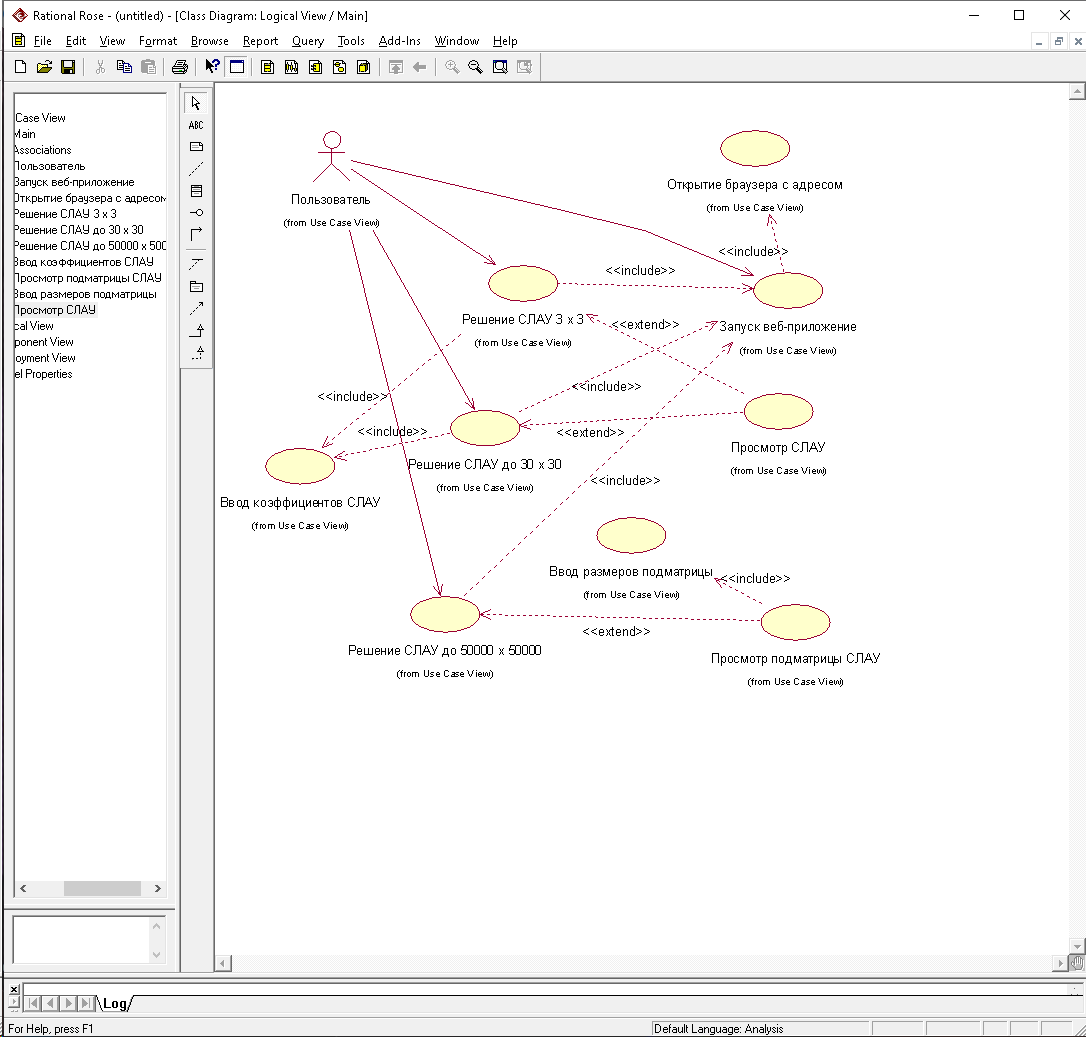 Rational Rose - (untitled) - [Class Diagram: Logical View / Main]
File Edit View Format Browse Report Query Tools Add-Ins Window Help
Case View
Main
Associations
Пользователь
Запуск веб-приложение
Открытие браузера с адресом
Решение СЛАУ 3 x 3
Решение СЛАУ до 30 x 30
Решение СЛАУ до 50000 x 500
Ввод коэффициентов СЛАУ
Просмотр подматрицы СЛАУ
Ввод размеров подматрицы
Просмотр СЛАУ
cal View
ponent View
oyment View
el Properties
ABC
Пользователь
(from Use Case View)
Открытие браузера с адресом
(from Use Case View)
<<include>>
<<include>>
Решение СЛАУ 3 x 3
(from Use Case View)
<<extend>>
Запуск веб-приложение
(from Use Case View)
<<include>>
<<include>>
<<include>>
<<extend>>
Просмотр СЛАУ
(from Use Case View)
Решение СЛАУ до 30 x 30
(from Use Case View)
<<include>>
Ввод коэффициентов СЛАУ
(from Use Case View)
Ввод размеров подматрицы
(from Use Case View)
<<include>>
<<extend>>
Решение СЛАУ до 50000 x 50000
(from Use Case View)
Просмотр подматрицы СЛАУ
(from Use Case View)
Log
For Help, press F1
Default Language: Analysis